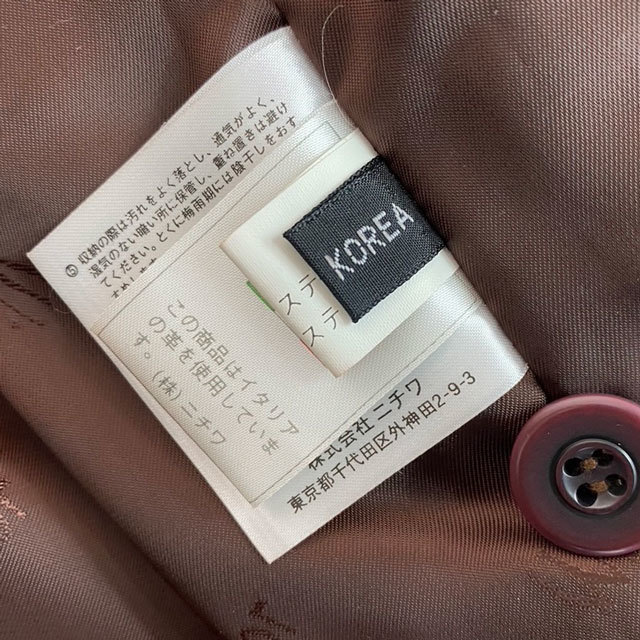 ⑤ 収納の際は汚れをよく落とし、通気がよく、
湿気のない暗い所に保管し、重ね置きは避け
てください。とくに梅雨期には陰干しをおす
KOREA
ステ
ステ
この商品はイタリア
の革を使用していま
す。(株)ニチワ
株式会社ニチワ
東京都千代田区外神田2-9-3